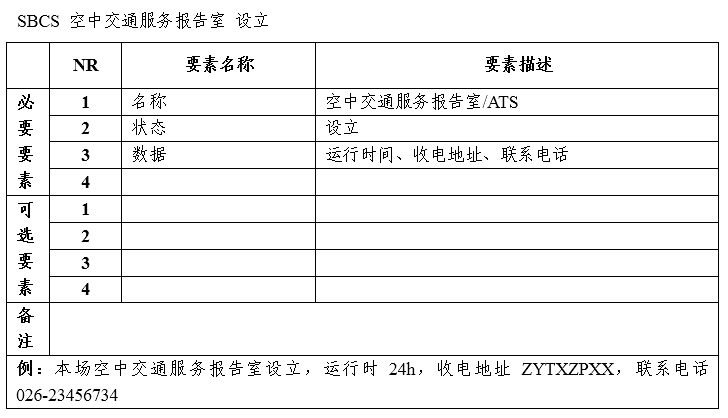 SBCS 空中交通服务报告室 设立
NR 要素名称 要素描述
必要要素
1 名称 空中交通服务报告室/ATS
2 状态 设立
3 数据 运行时间、收电地址、联系电话
4
可选要素
1
2
3
4
备注
例：本场空中交通服务报告室设立，运行时 24h，收电地址 ZYTXZPXX，联系电话
026-23456734